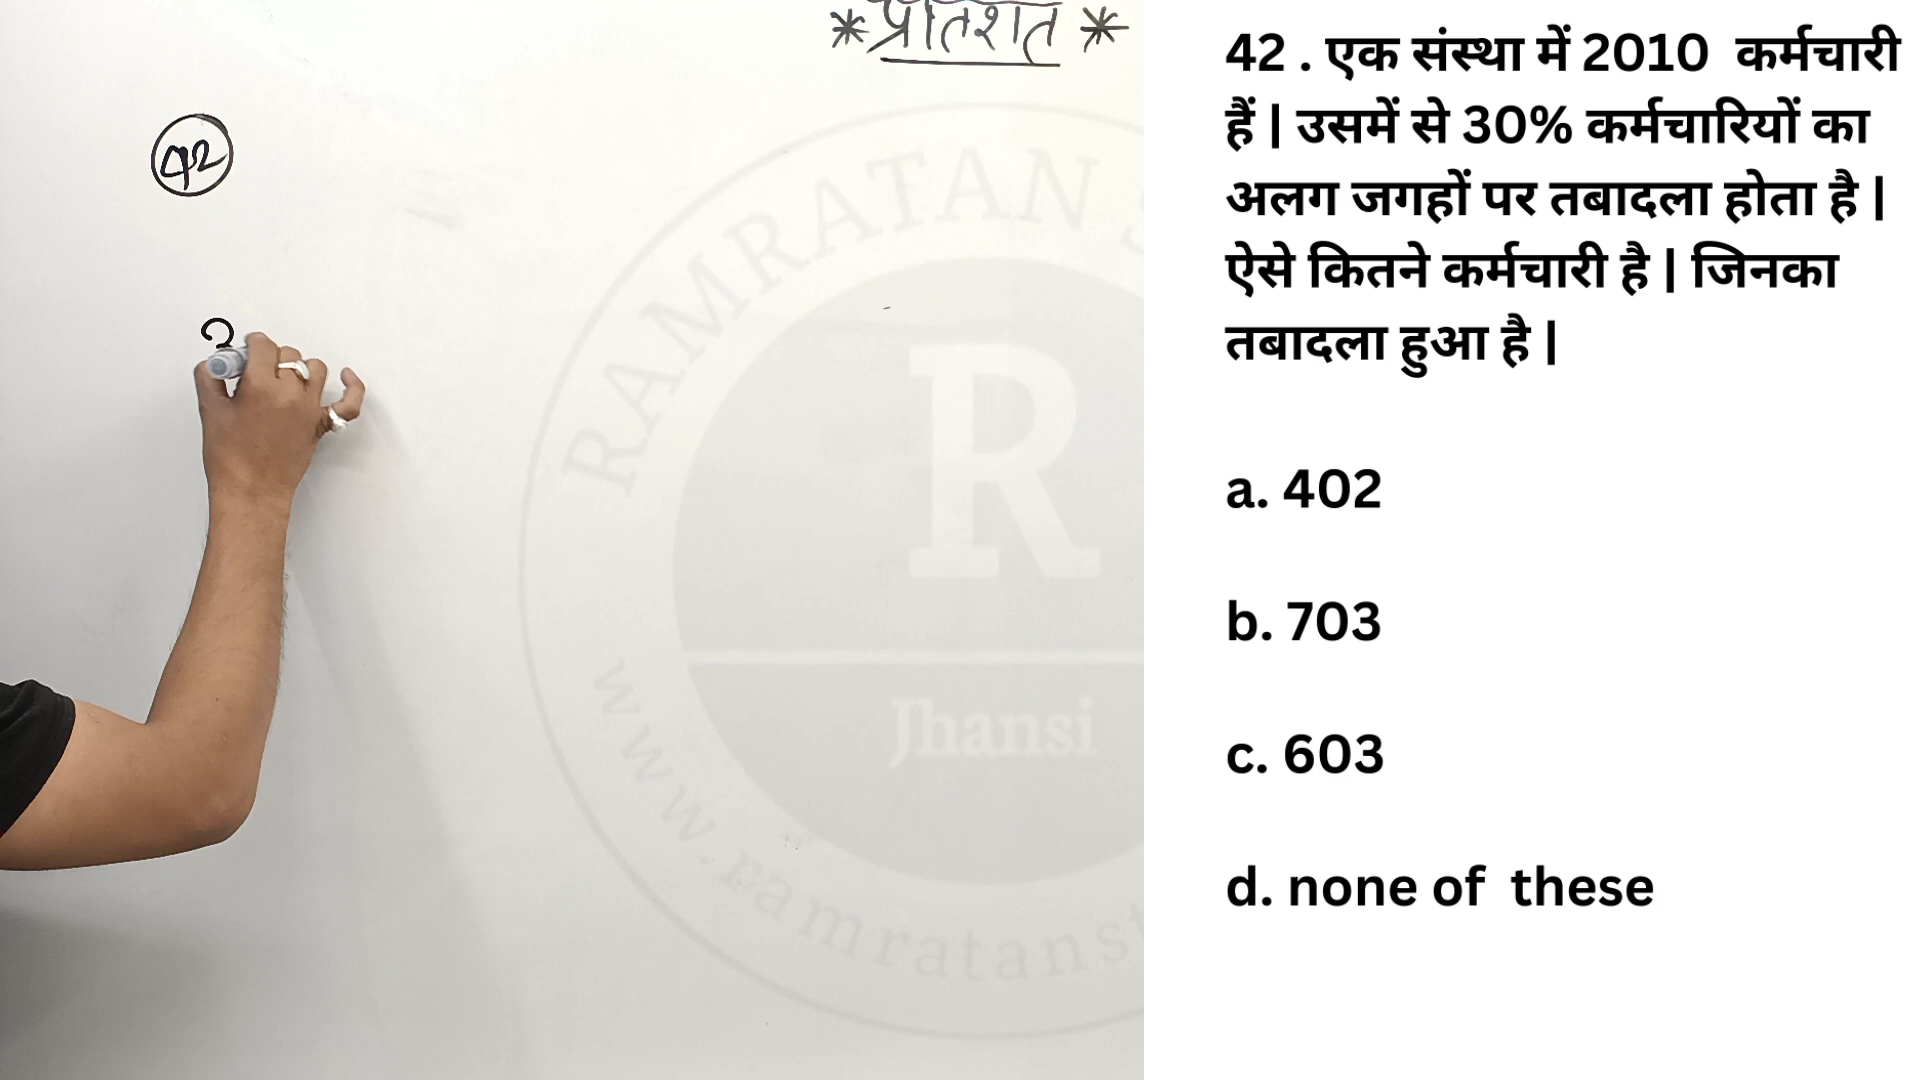 *प्रतिशत*
42
2
42 . एक संस्था में 2010 कर्मचारी
हैं | उसमें से 30% कर्मचारियों का
अलग जगहों पर तबादला होता है |
ऐसे कितने कर्मचारी है | जिनका
तबादला हुआ है |
a. 402
b. 703
c. 603
d. none of these
RAMRATAN
R
Jhansi
www.ramratans